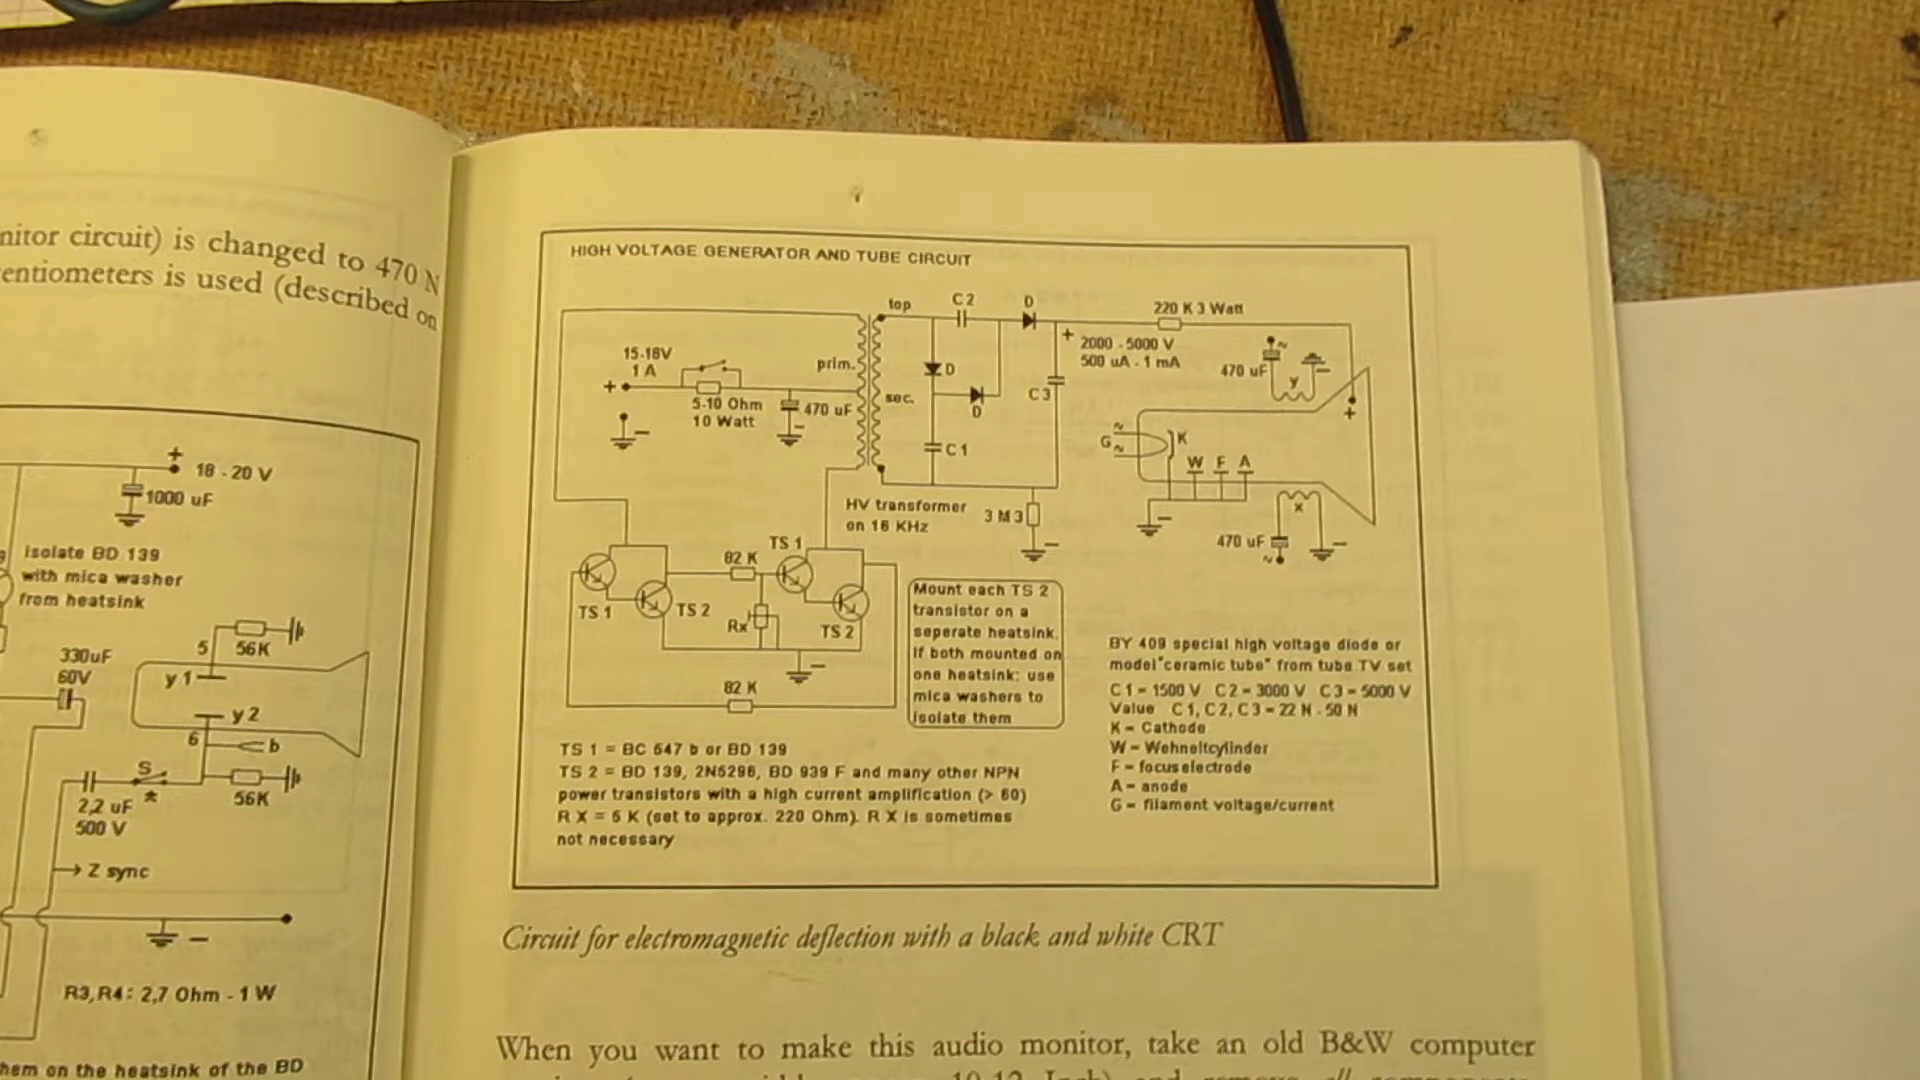 nitor circuit) is changed to 470 N
entiometers is used (described on
+
18 - 20 V
1000 uF
isolate BD 139
with mica washer
from heatsink
5
56K
330uF
60V
y 1
y 2
6
b
S
*
56K
2,2 uF
500 V
Z sync
R3,R4: 2,7 Ohm - 1 W
hem on the heatsink of the BD
HIGH VOLTAGE GENERATOR AND TUBE CIRCUIT
top
C 2
D
220 K 3 Watt
15-18V
1 A
prim.
+
2000 - 5000 V
500 uA - 1 mA
470 uF
y
D
+
5-10 Ohm
10 Watt
470 uF
sec.
D
C 3
+
G
K
W F A
C 1
HV transformer
on 16 KHz
3 M 3
x
470 uF
TS 1
82 K
TS 1
TS 2
Rx
TS 2
82 K
Mount each TS 2
transistor on a
seperate heatsink.
if both mounted on
one heatsink: use
mica washers to
isolate them
BY 409 special high voltage diode or
model"ceramic tube" from tube TV set
C 1 = 1500 V C 2 = 3000 V C 3 = 5000 V
Value C 1, C 2, C 3 = 22 N - 50 N
K = Cathode
W = Wehneltcylinder
F = focuselectrode
A = anode
G = filament voltage/current
TS 1 = BC 547 b or BD 139
TS 2 = BD 139, 2N5296, BD 939 F and many other NPN
power transistors with a high current amplification (> 60)
R X = 5 K (set to approx. 220 Ohm). R X is sometimes
not necessary
Circuit for electromagnetic deflection with a black and white CRT
When you want to make this audio monitor, take an old B&W computer
10-12 Inch) and remove all components